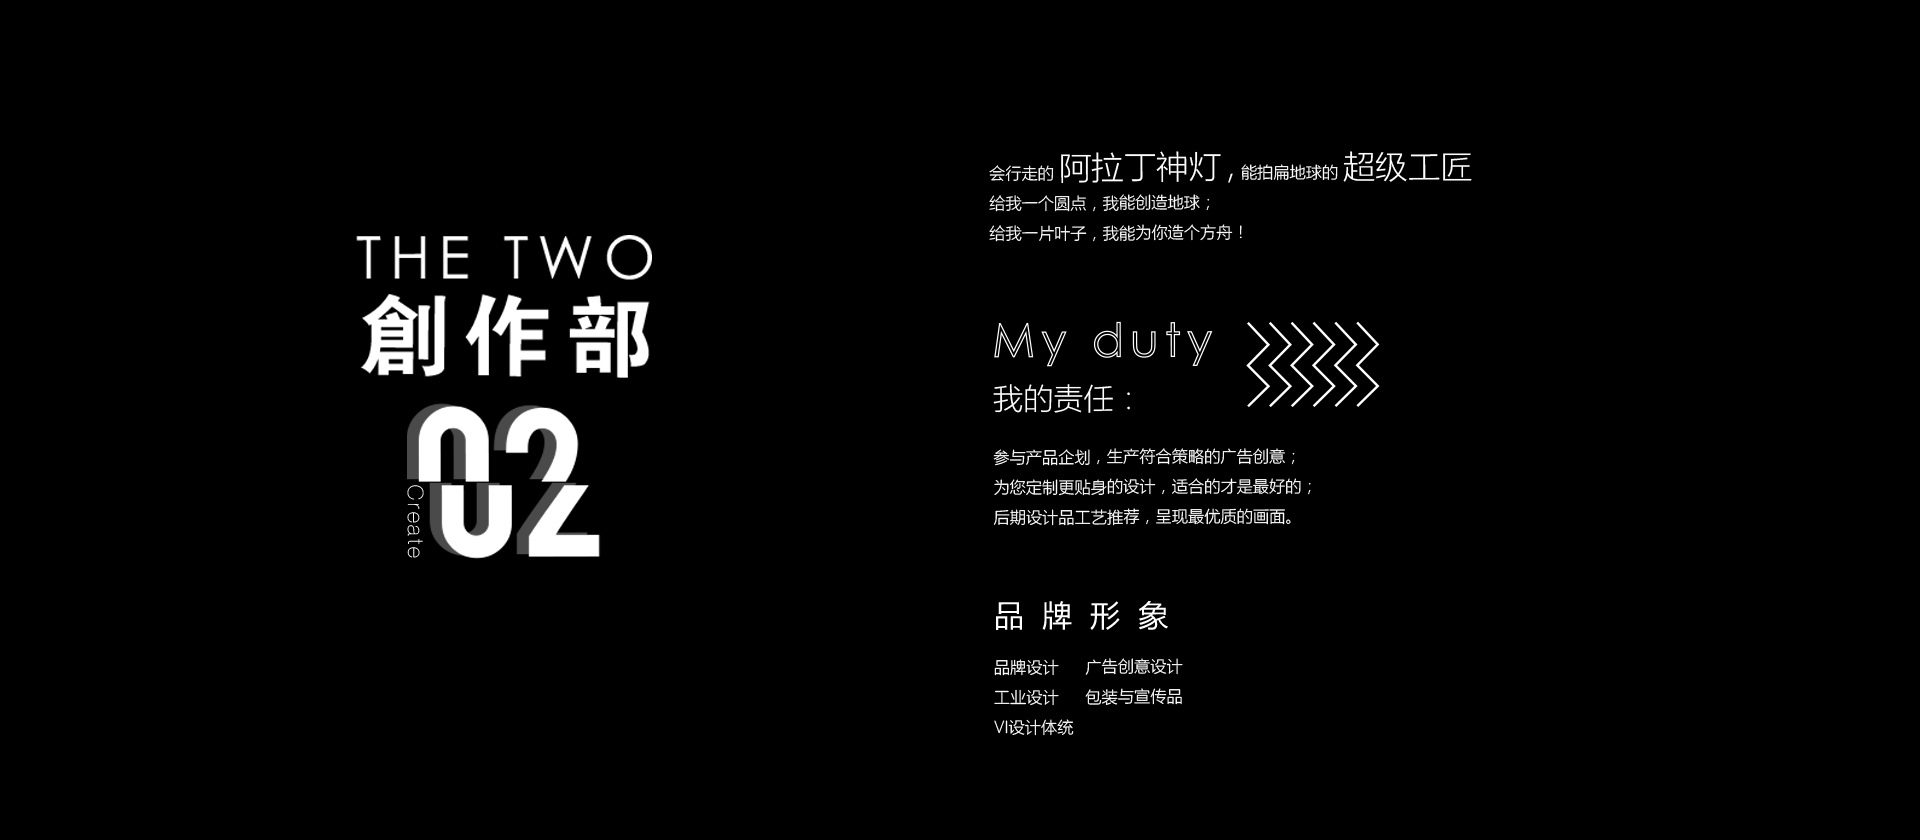 THE TWO
創作部
02
Create
会行走的 阿拉丁神灯，能拍扁地球的 超级工匠
给我一个圆点，我能创造地球；
给我一片叶子，我能为你造个方舟！
My duty
我的责任：
参与产品企划，生产符合策略的广告创意；
为您定制更贴身的设计，适合的才是最好的；
后期设计品工艺推荐，呈现最优质的画面。
品牌形象
品牌设计 广告创意设计
工业设计 包装与宣传品
VI设计体统